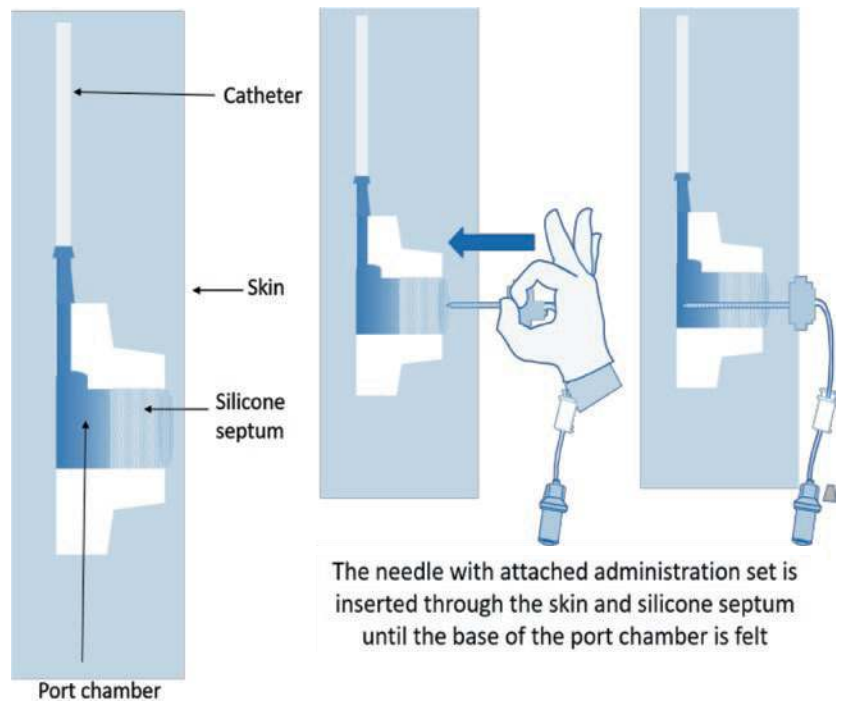 Catheter
Skin
Silicone
septum
Port chamber
The needle with attached administration set is
inserted through the skin and silicone septum
until the base of the port chamber is felt